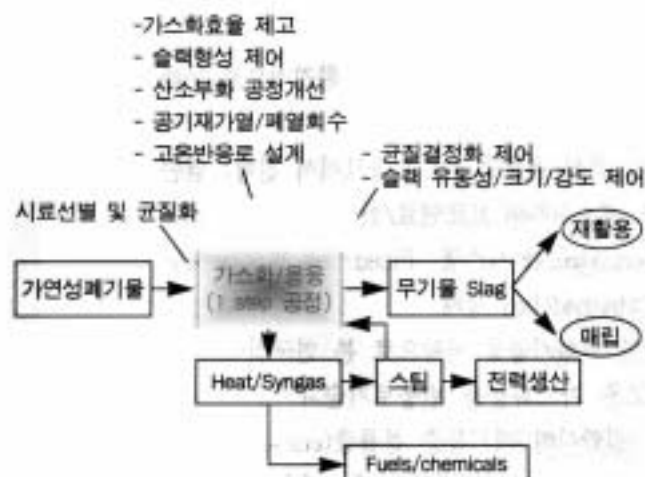 -가스화효율 제고
- 슬랙형성 제어
- 산소부화 공정개선
- 공기재가열/폐열회수
- 고온반응로 설계
- 균질결정화 제어
- 슬랙 유동성/크기/강도 제어
시료선별 및 균질화
가연성폐기물
가스화/용융
(1 step 공정)
무기물 Slag
재활용
매립
Heat/Syngas
스팀
전력생산
Fuels/chemicals